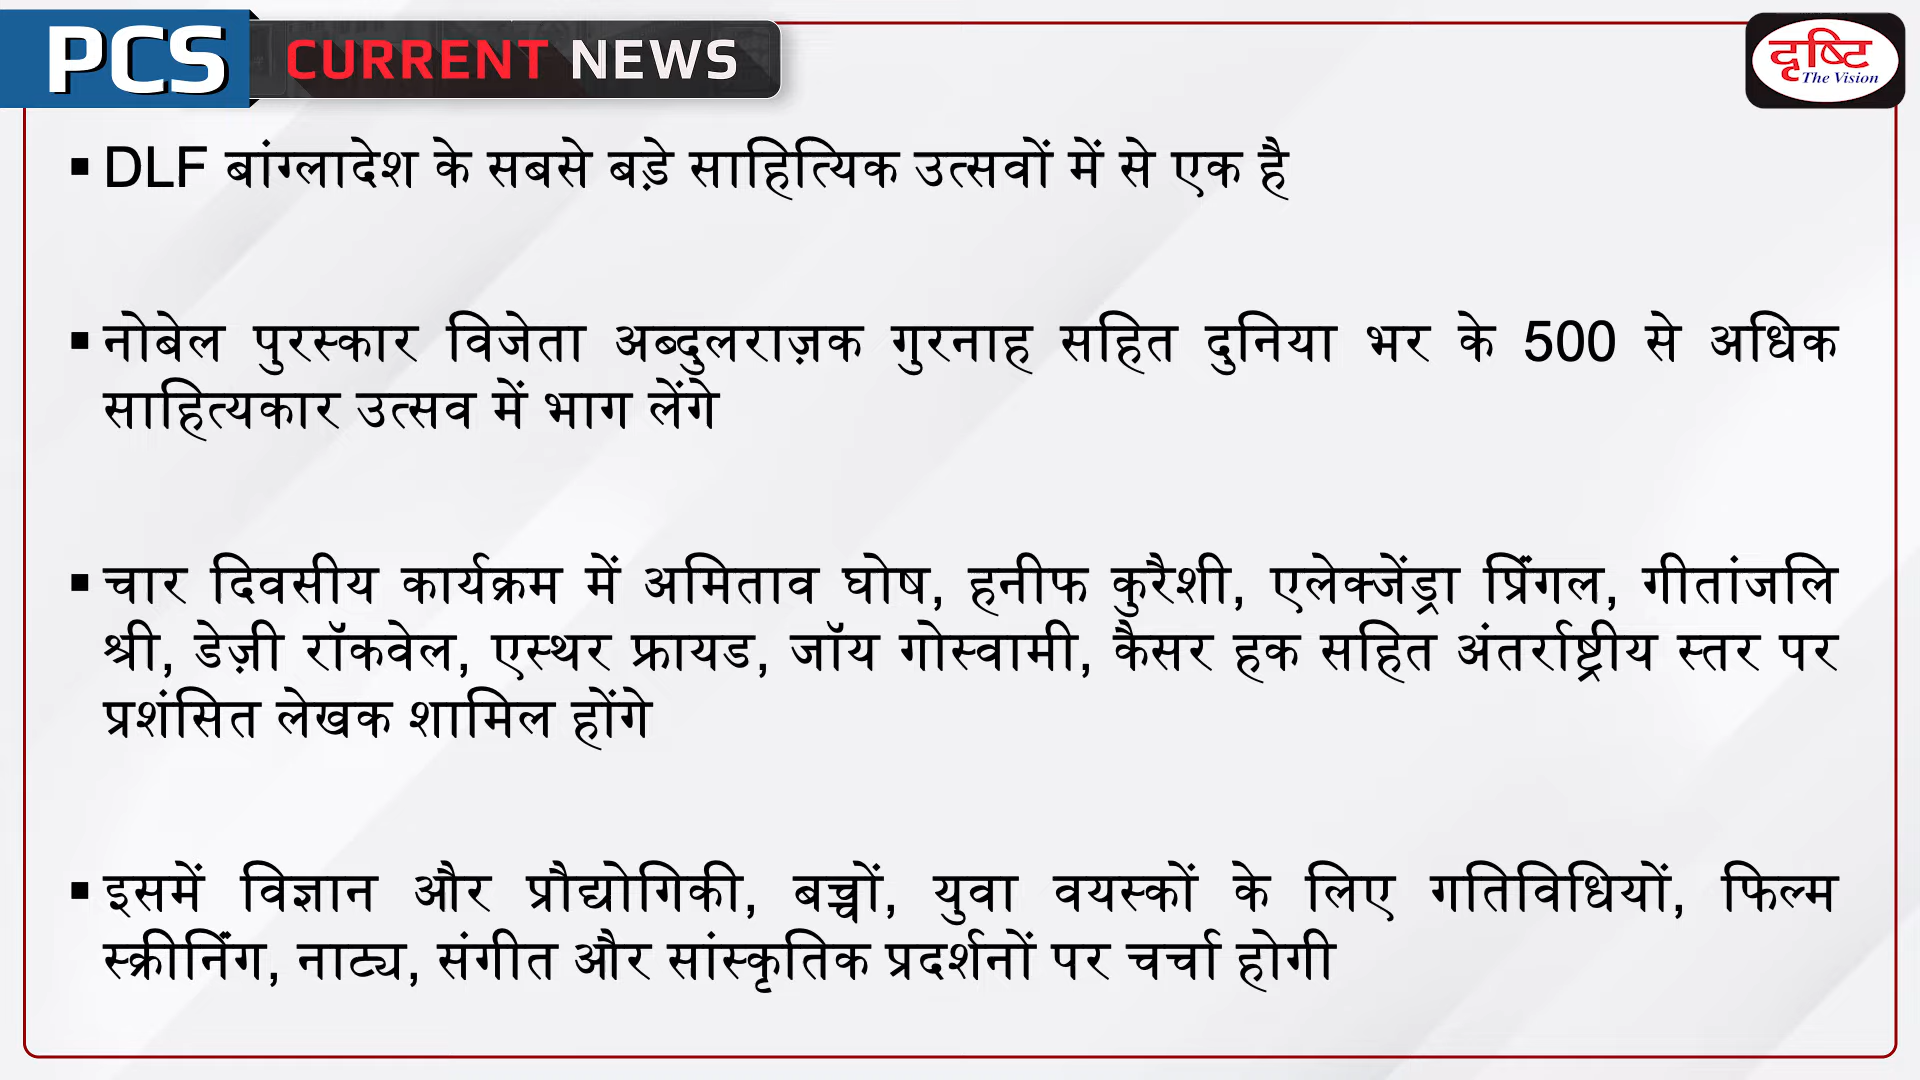 PCS CURRENT NEWS
दृष्टि
The Vision
▪ DLF बांग्लादेश के सबसे बड़े साहित्यिक उत्सवों में से एक है
▪ नोबेल पुरस्कार विजेता अब्दुलराज़क गुरनाह सहित दुनिया भर के 500 से अधिक
साहित्यकार उत्सव में भाग लेंगे
▪ चार दिवसीय कार्यक्रम में अमिताव घोष, हनीफ कुरैशी, एलेक्जेंड्रा प्रिंगल, गीतांजलि
श्री, डेज़ी रॉकवेल, एस्थर फ्रायड, जॉय गोस्वामी, कैसर हक सहित अंतर्राष्ट्रीय स्तर पर
प्रशंसित लेखक शामिल होंगे
▪ इसमें विज्ञान और प्रौद्योगिकी, बच्चों, युवा वयस्कों के लिए गतिविधियों, फिल्म
स्क्रीनिंग, नाट्य, संगीत और सांस्कृतिक प्रदर्शनों पर चर्चा होगी